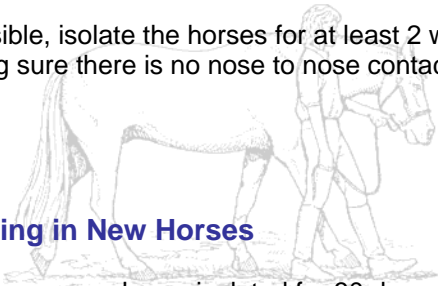 sible, isolate the horses for at least 2 w
g sure there is no nose to nose contac
ing in New Horses